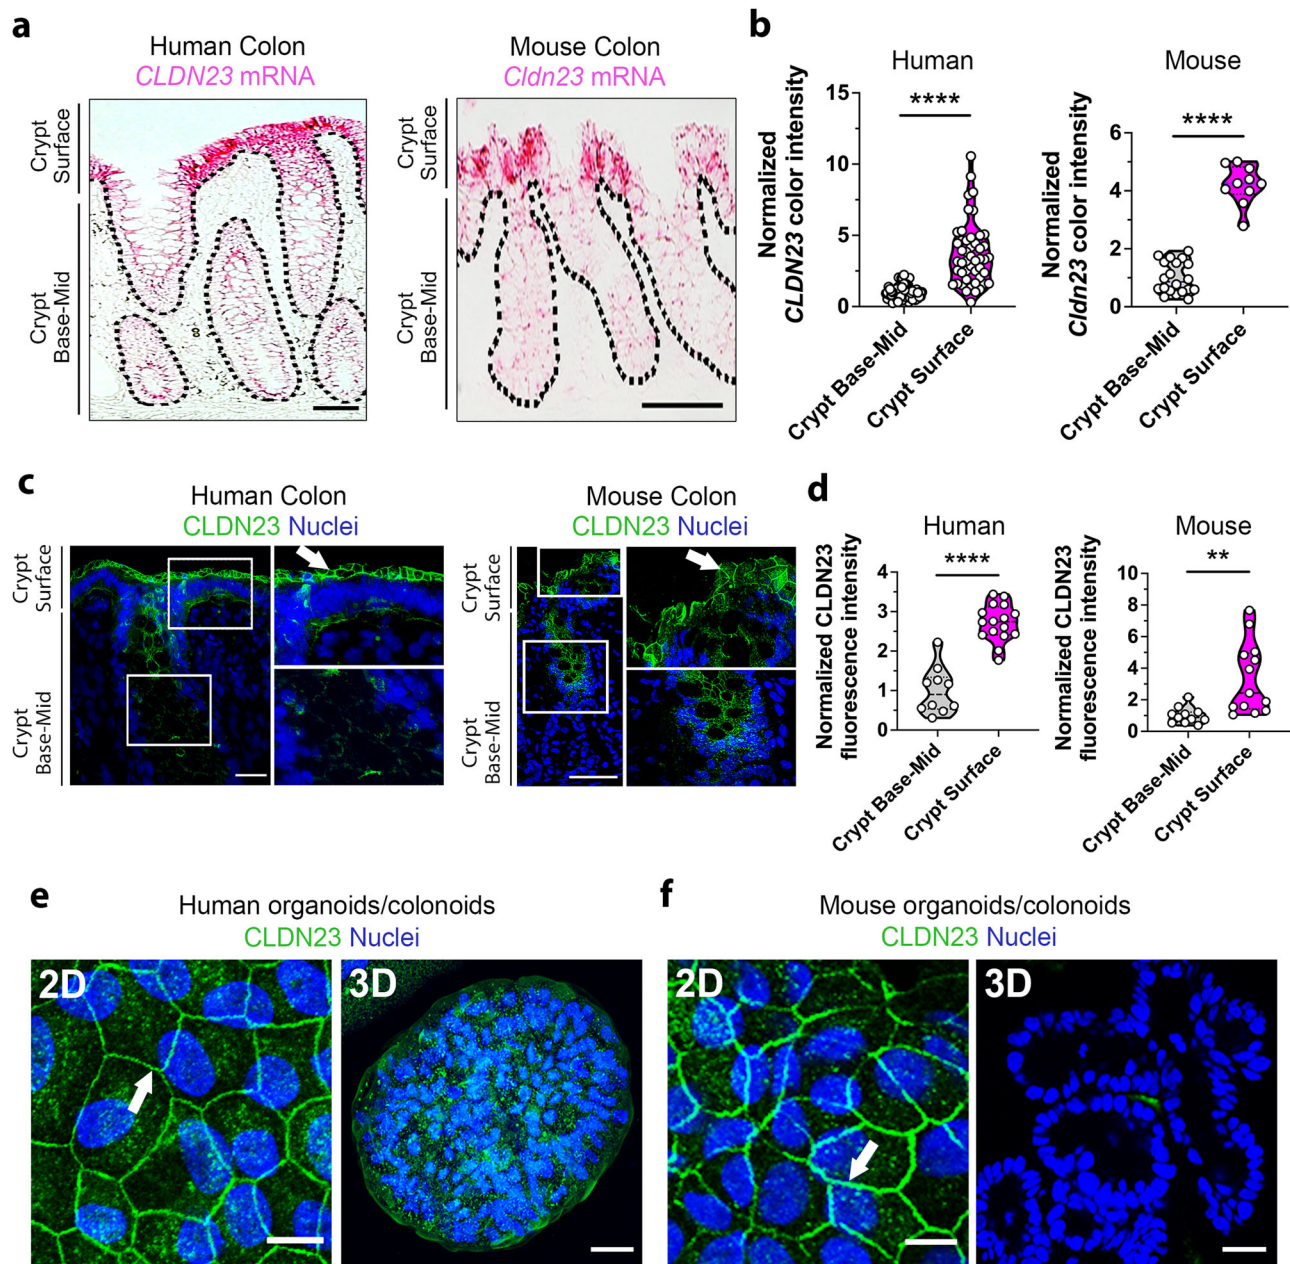 a
Human Colon
CLDN23 mRNA
Crypt
Surface
Crypt
Base-Mid
Mouse Colon
Cldn23 mRNA
Crypt
Surface
Crypt
Base-Mid
b
Human
Normalized
CLDN23 color intensity
15
10
5
0
****
Crypt Base-Mid
Crypt Surface
Mouse
Normalized
Cldn23 color intensity
6
4
2
0
****
Crypt Base-Mid
Crypt Surface
c
Human Colon
CLDN23 Nuclei
Crypt
Surface
Crypt
Base-Mid
Mouse Colon
CLDN23 Nuclei
Crypt
Surface
Crypt
Base-Mid
d
Human
Normalized CLDN23
fluorescence intensity
4
3
2
1
0
****
Crypt Base-Mid
Crypt Surface
Mouse
Normalized CLDN23
fluorescence intensity
10
8
6
4
2
0
**
Crypt Base-Mid
Crypt Surface
e
Human organoids/colonoids
CLDN23 Nuclei
2D
3D
f
Mouse organoids/colonoids
CLDN23 Nuclei
2D
3D